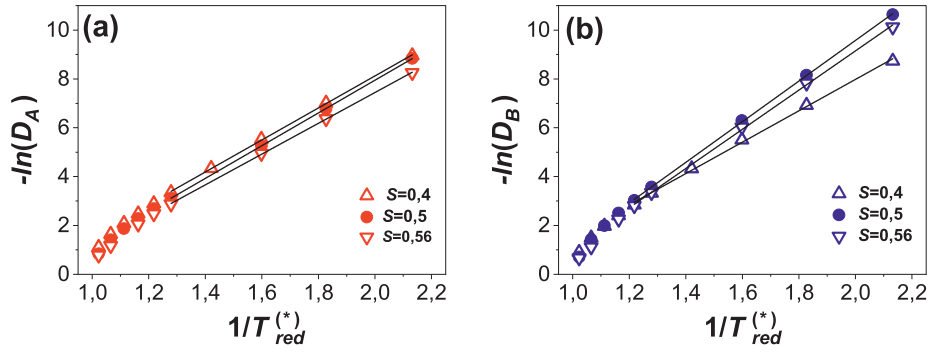 (a)
-ln(D_A)
10
8
6
4
2
0
S=0,4
S=0,5
S=0,56
1,0 1,2 1,4 1,6 1,8 2,0 2,2
1/T_red^(*)
(b)
-ln(D_B)
10
8
6
4
2
0
S=0,4
S=0,5
S=0,56
1,0 1,2 1,4 1,6 1,8 2,0 2,2
1/T_red^(*)